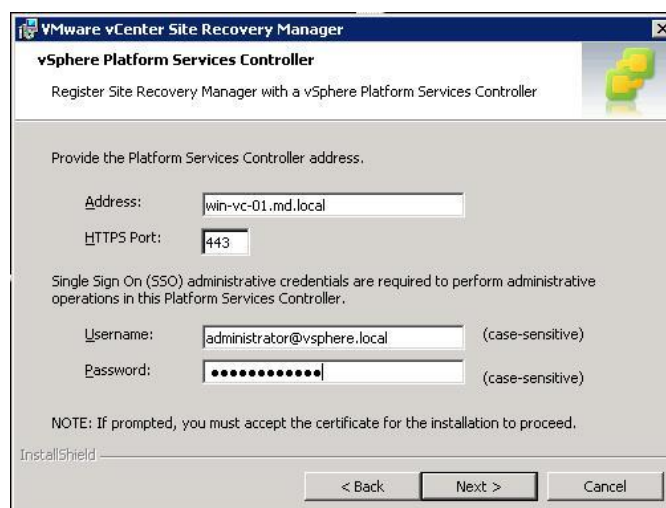 VMware vCenter Site Recovery Manager
vSphere Platform Services Controller
Register Site Recovery Manager with a vSphere Platform Services Controller
Provide the Platform Services Controller address.
Address: win-vc-01.md.local
HTTPS Port: 443
Single Sign On (SSO) administrative credentials are required to perform administrative
operations in this Platform Services Controller.
Username: administrator@vsphere.local (case-sensitive)
Password: ●●●●●●●●●●●● (case-sensitive)
NOTE: If prompted, you must accept the certificate for the installation to proceed.
InstallShield
< Back Next > Cancel